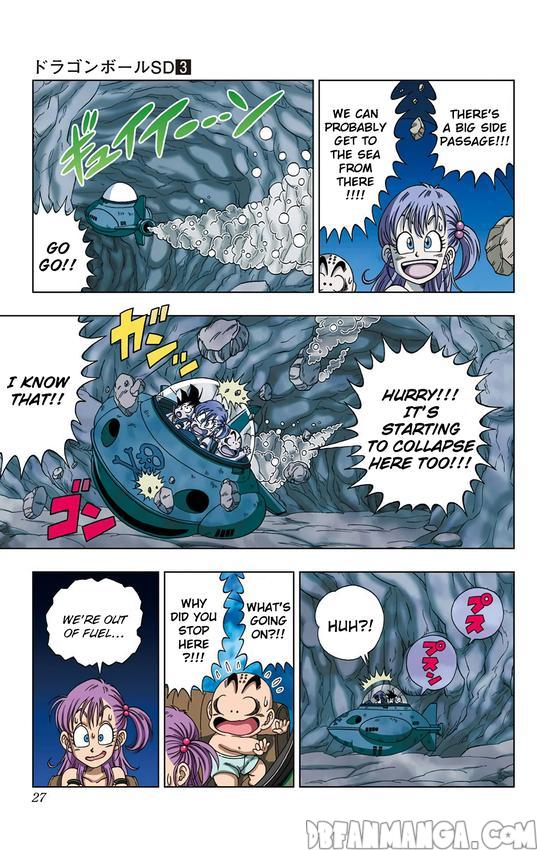 ドラゴンボールSD3
THERE'S
A BIG SIDE
PASSAGE!!!
WE CAN
PROBABLY
GET TO
THE SEA
FROM
THERE
!!!!
ギュイイーーン
GO
GO!!
HURRY!!!
IT'S
STARTING
TO COLLAPSE
HERE TOO!!!
ガンッ
I KNOW
THAT!!
ゴン
プス
プスン
HUH?!
WHAT'S
GOING
ON?!!
WHY
DID YOU
STOP
HERE
?!!!
WE'RE OUT
OF FUEL...
27
DBFANMANGA.COM